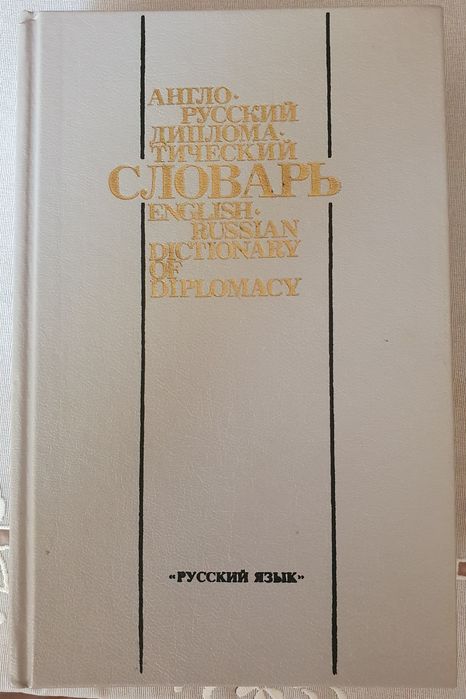 АНГЛО-
РУССКИЙ
ДИПЛОМА-
ТИЧЕСКИЙ
СЛОВАРЬ
ENGLISH-
RUSSIAN
DICTIONARY
OF
DIPLOMACY
«РУССКИЙ ЯЗЫК»